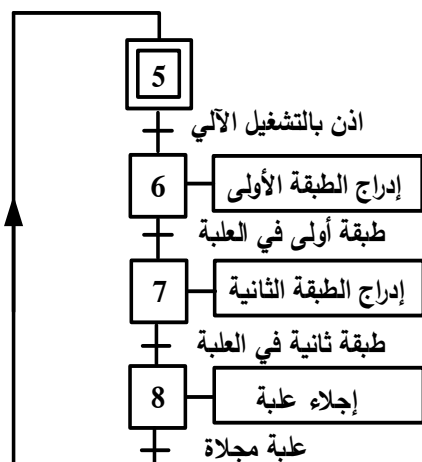 5
اذن بالتشغيل الآلي
6 إدراج الطبقة الأولى
طبقة أولى في العلبة
7 إدراج الطبقة الثانية
طبقة ثانية في العلبة
8 إجلاء علبة
علبة مجلاة